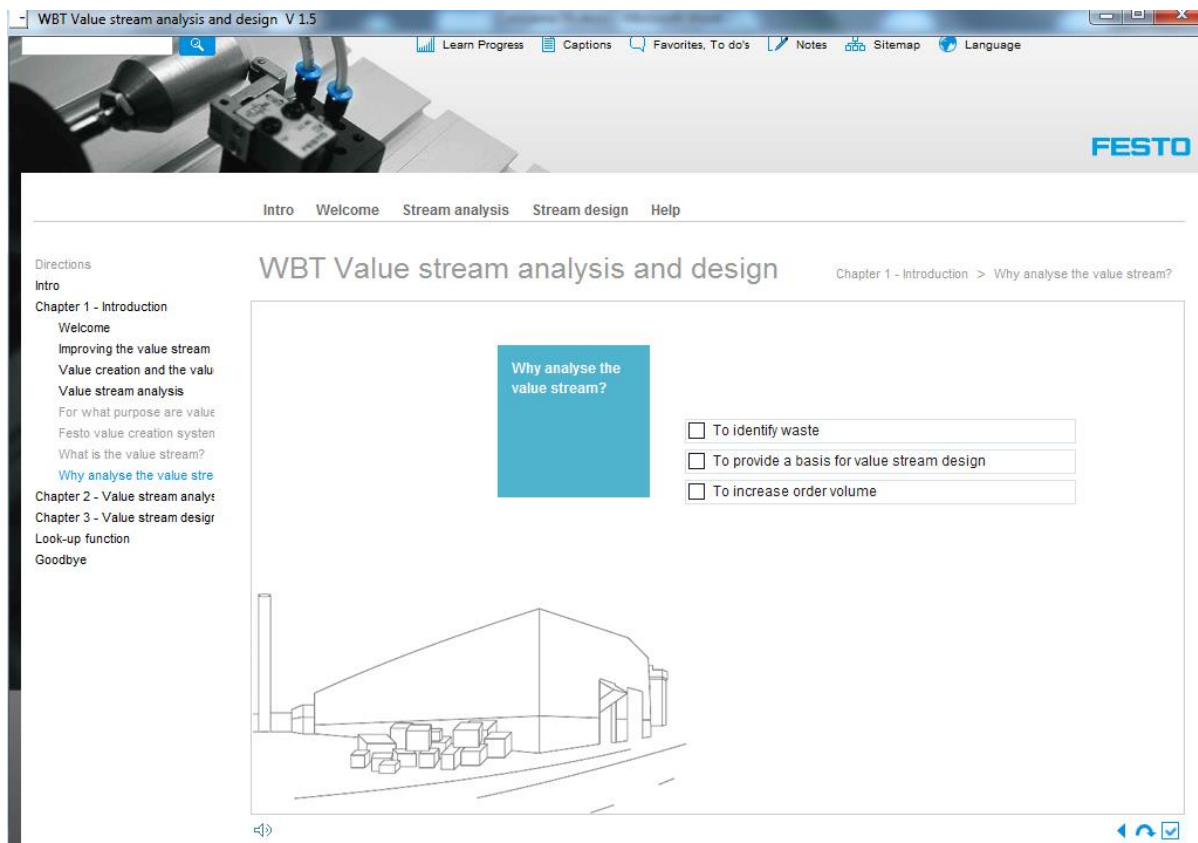 WBT Value stream analysis and design V 1.5
Learn Progress Captions Favorites, To do's Notes Sitemap Language
FESTO
Intro Welcome Stream analysis Stream design Help
Directions
Intro
Chapter 1 - Introduction
Welcome
Improving the value stream
Value creation and the valu
Value stream analysis
For what purpose are value
Festo value creation system
What is the value stream?
Why analyse the value stre
Chapter 2 - Value stream analys
Chapter 3 - Value stream design
Look-up function
Goodbye
WBT Value stream analysis and design
Chapter 1 - Introduction > Why analyse the value stream?
Why analyse the
value stream?
To identify waste
To provide a basis for value stream design
To increase order volume